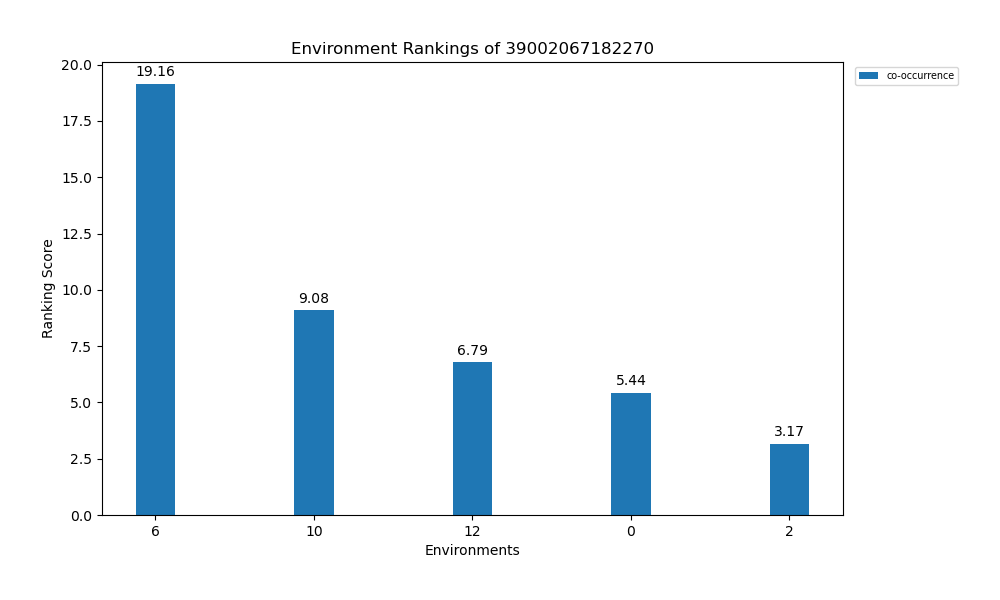 Environment Rankings of 39002067182270
co-occurrence
Ranking Score
20.0
17.5
15.0
12.5
10.0
7.5
5.0
2.5
0.0
19.16
9.08
6.79
5.44
3.17
6 10 12 0 2
Environments